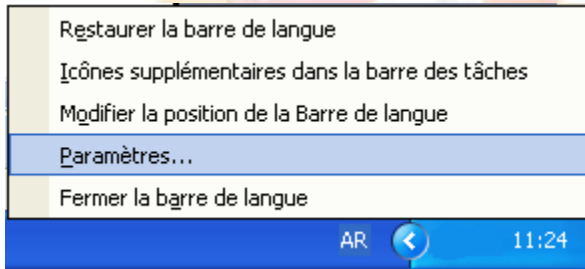 Restaurer la barre de langue
Icônes supplémentaires dans la barre des tâches
Modifier la position de la Barre de langue
Paramètres...
Fermer la barre de langue
AR 11:24